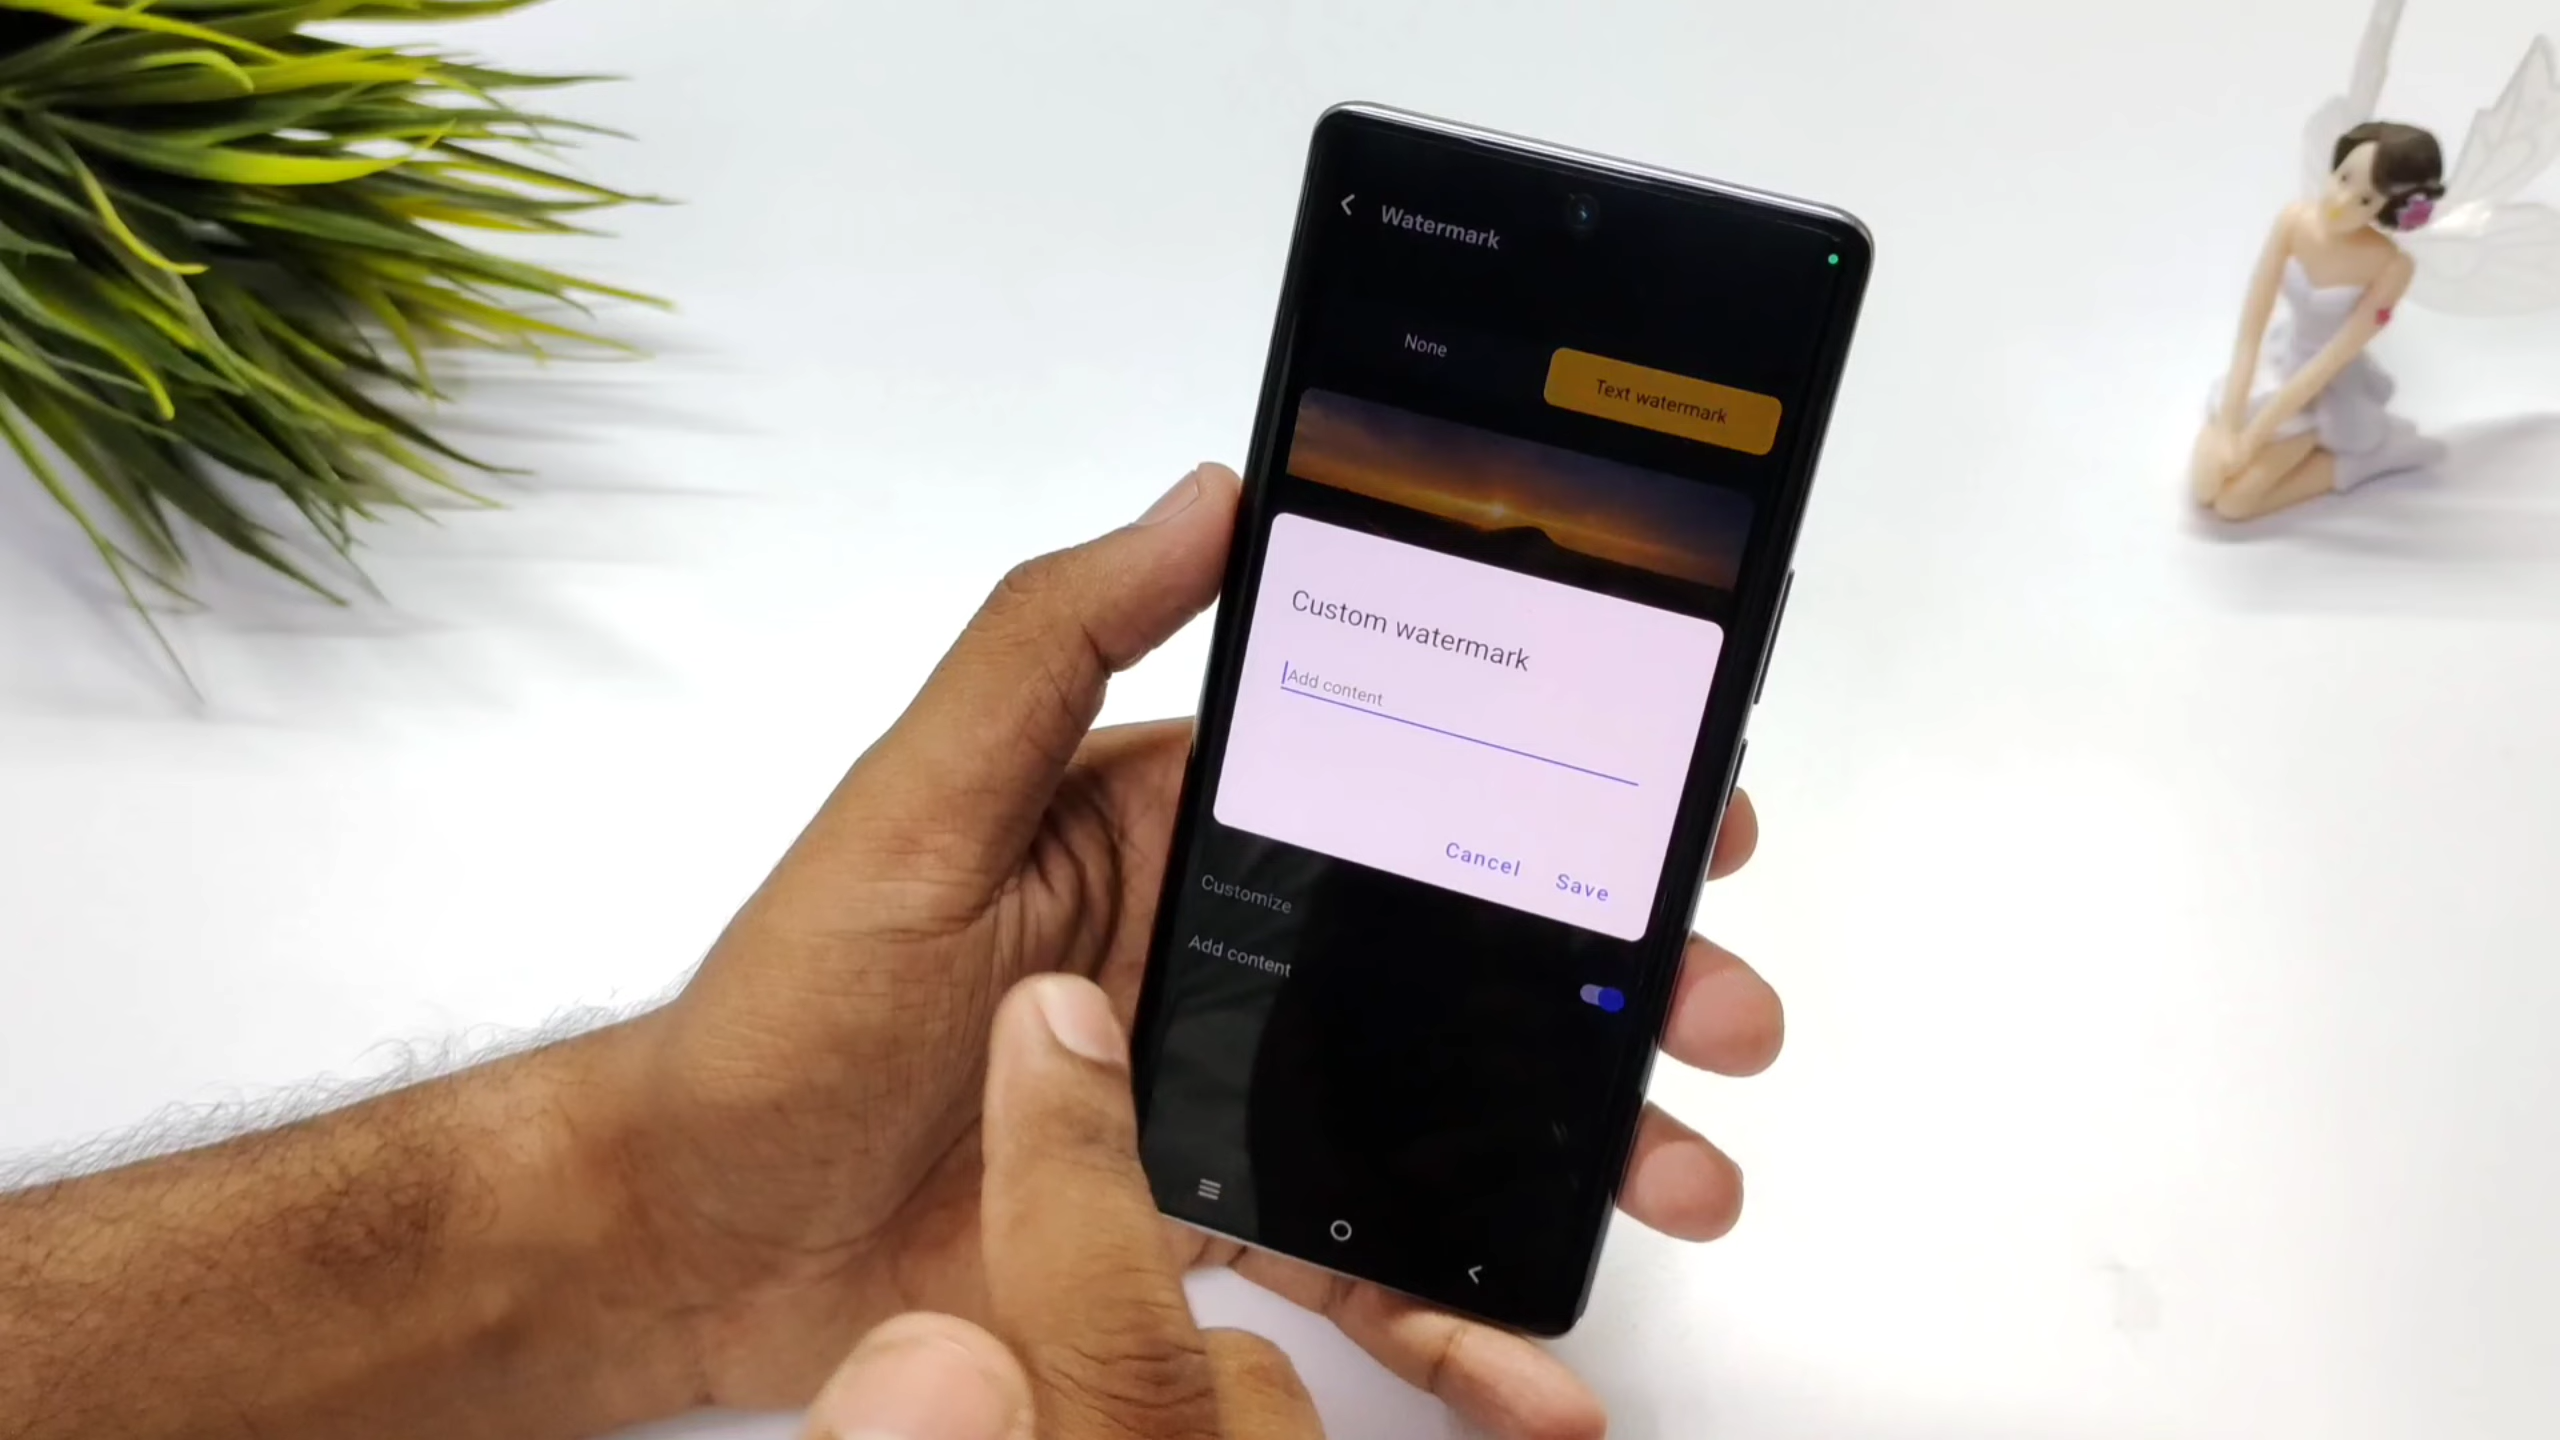 Watermark
None
Text watermark
Custom watermark
Add content
Cancel
Save
Customize
Add content